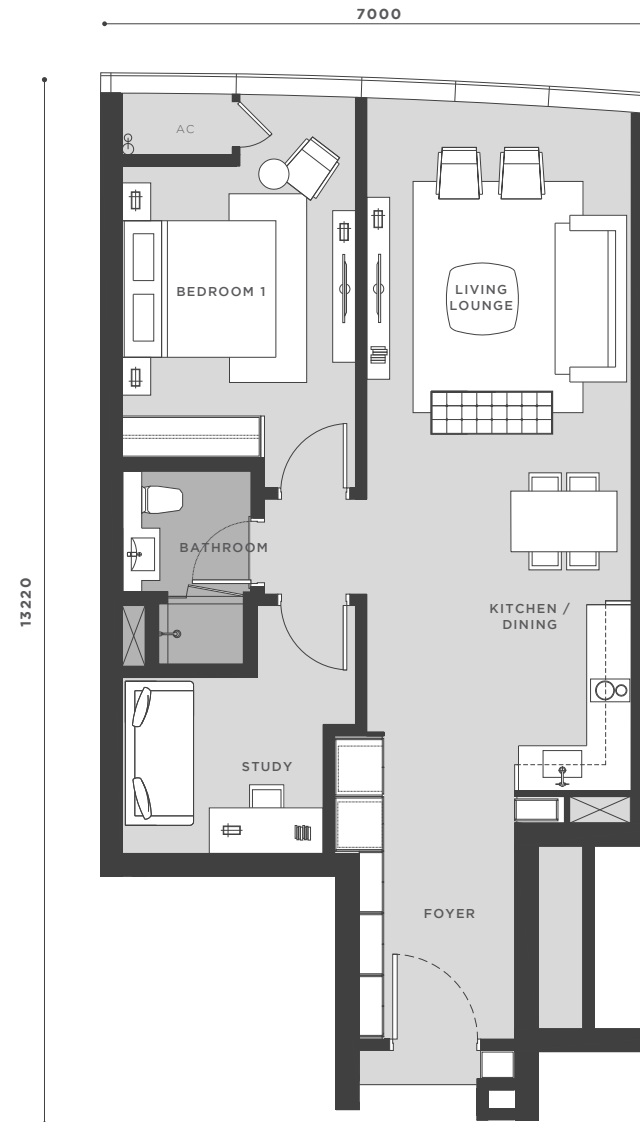 7000
AC
BEDROOM 1
LIVING
LOUNGE
BATHROOM
13220
KITCHEN /
DINING
STUDY
FOYER